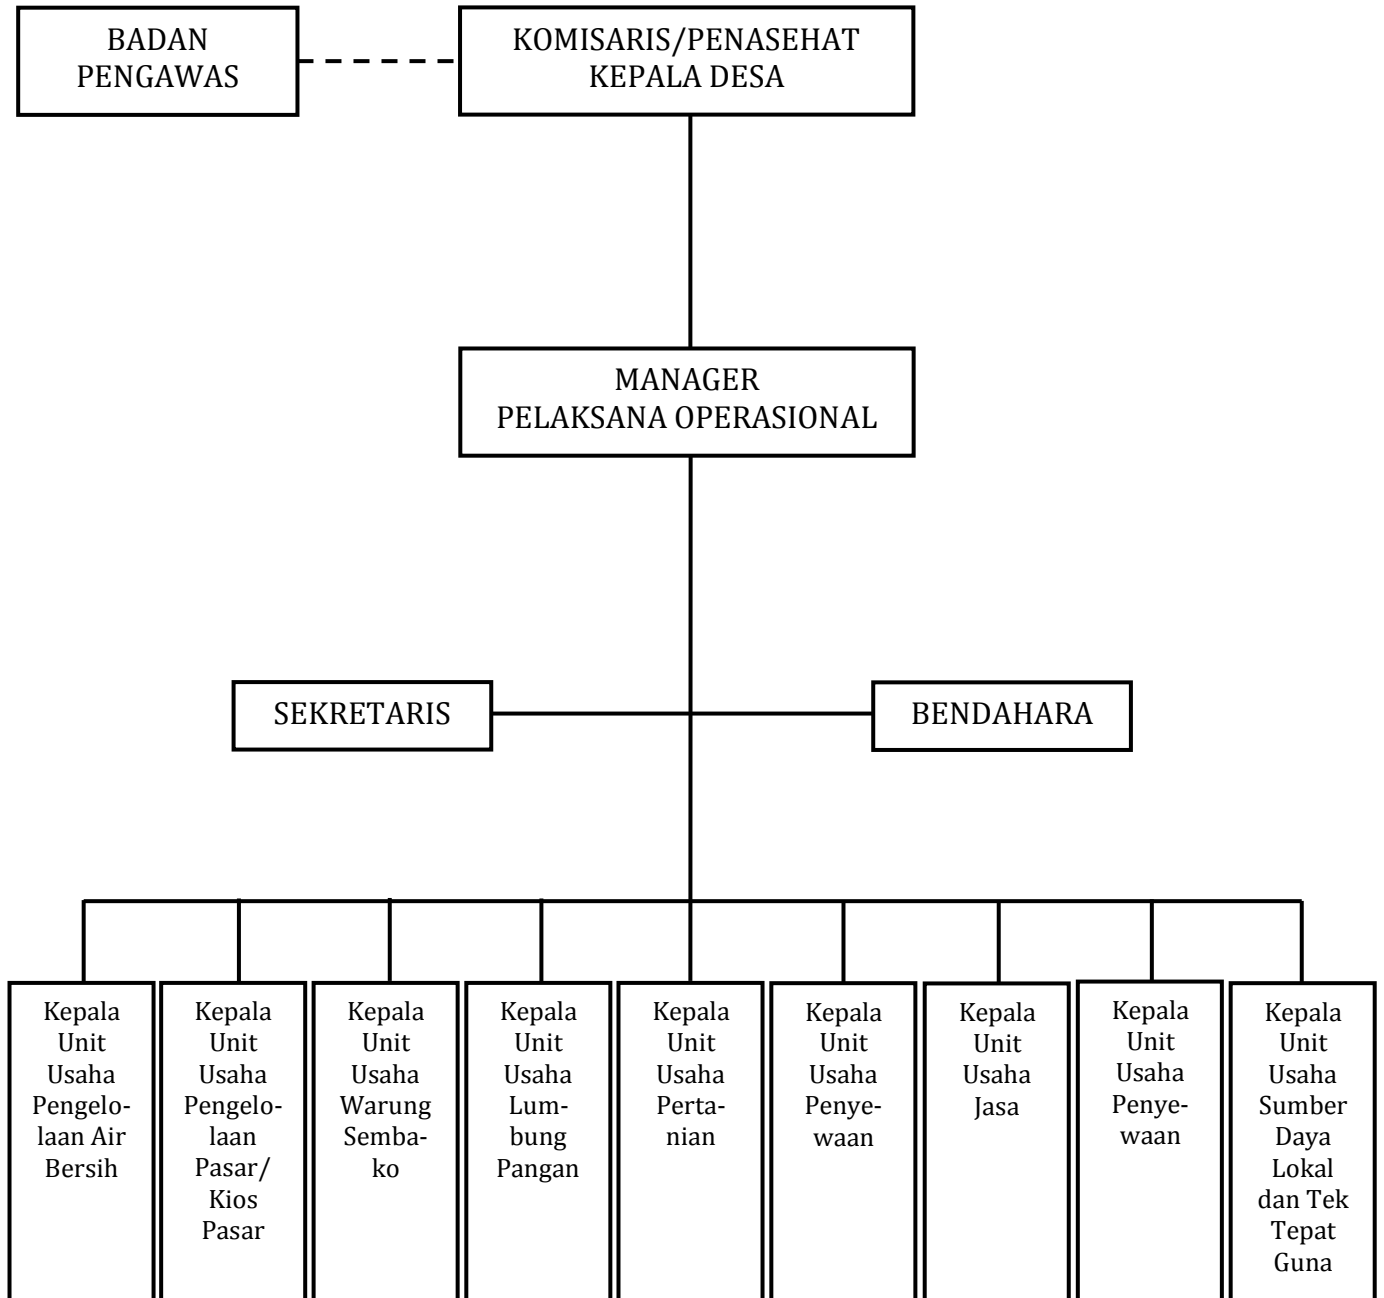 BADAN
PENGAWAS
KOMISARIS/PENASEHAT
KEPALA DESA
MANAGER
PELAKSANA OPERASIONAL
SEKRETARIS
BENDAHARA
Kepala
Unit
Usaha
Pengelo-
laan Air
Bersih
Kepala
Unit
Usaha
Pengelo-
laan
Pasar/
Kios
Pasar
Kepala
Unit
Usaha
Warung
Semba-
ko
Kepala
Unit
Usaha
Lum-
bung
Pangan
Kepala
Unit
Usaha
Perta-
nian
Kepala
Unit
Usaha
Penye-
waan
Kepala
Unit
Usaha
Jasa
Kepala
Unit
Usaha
Penye-
waan
Kepala
Unit
Usaha
Sumber
Daya
Lokal
dan Tek
Tepat
Guna